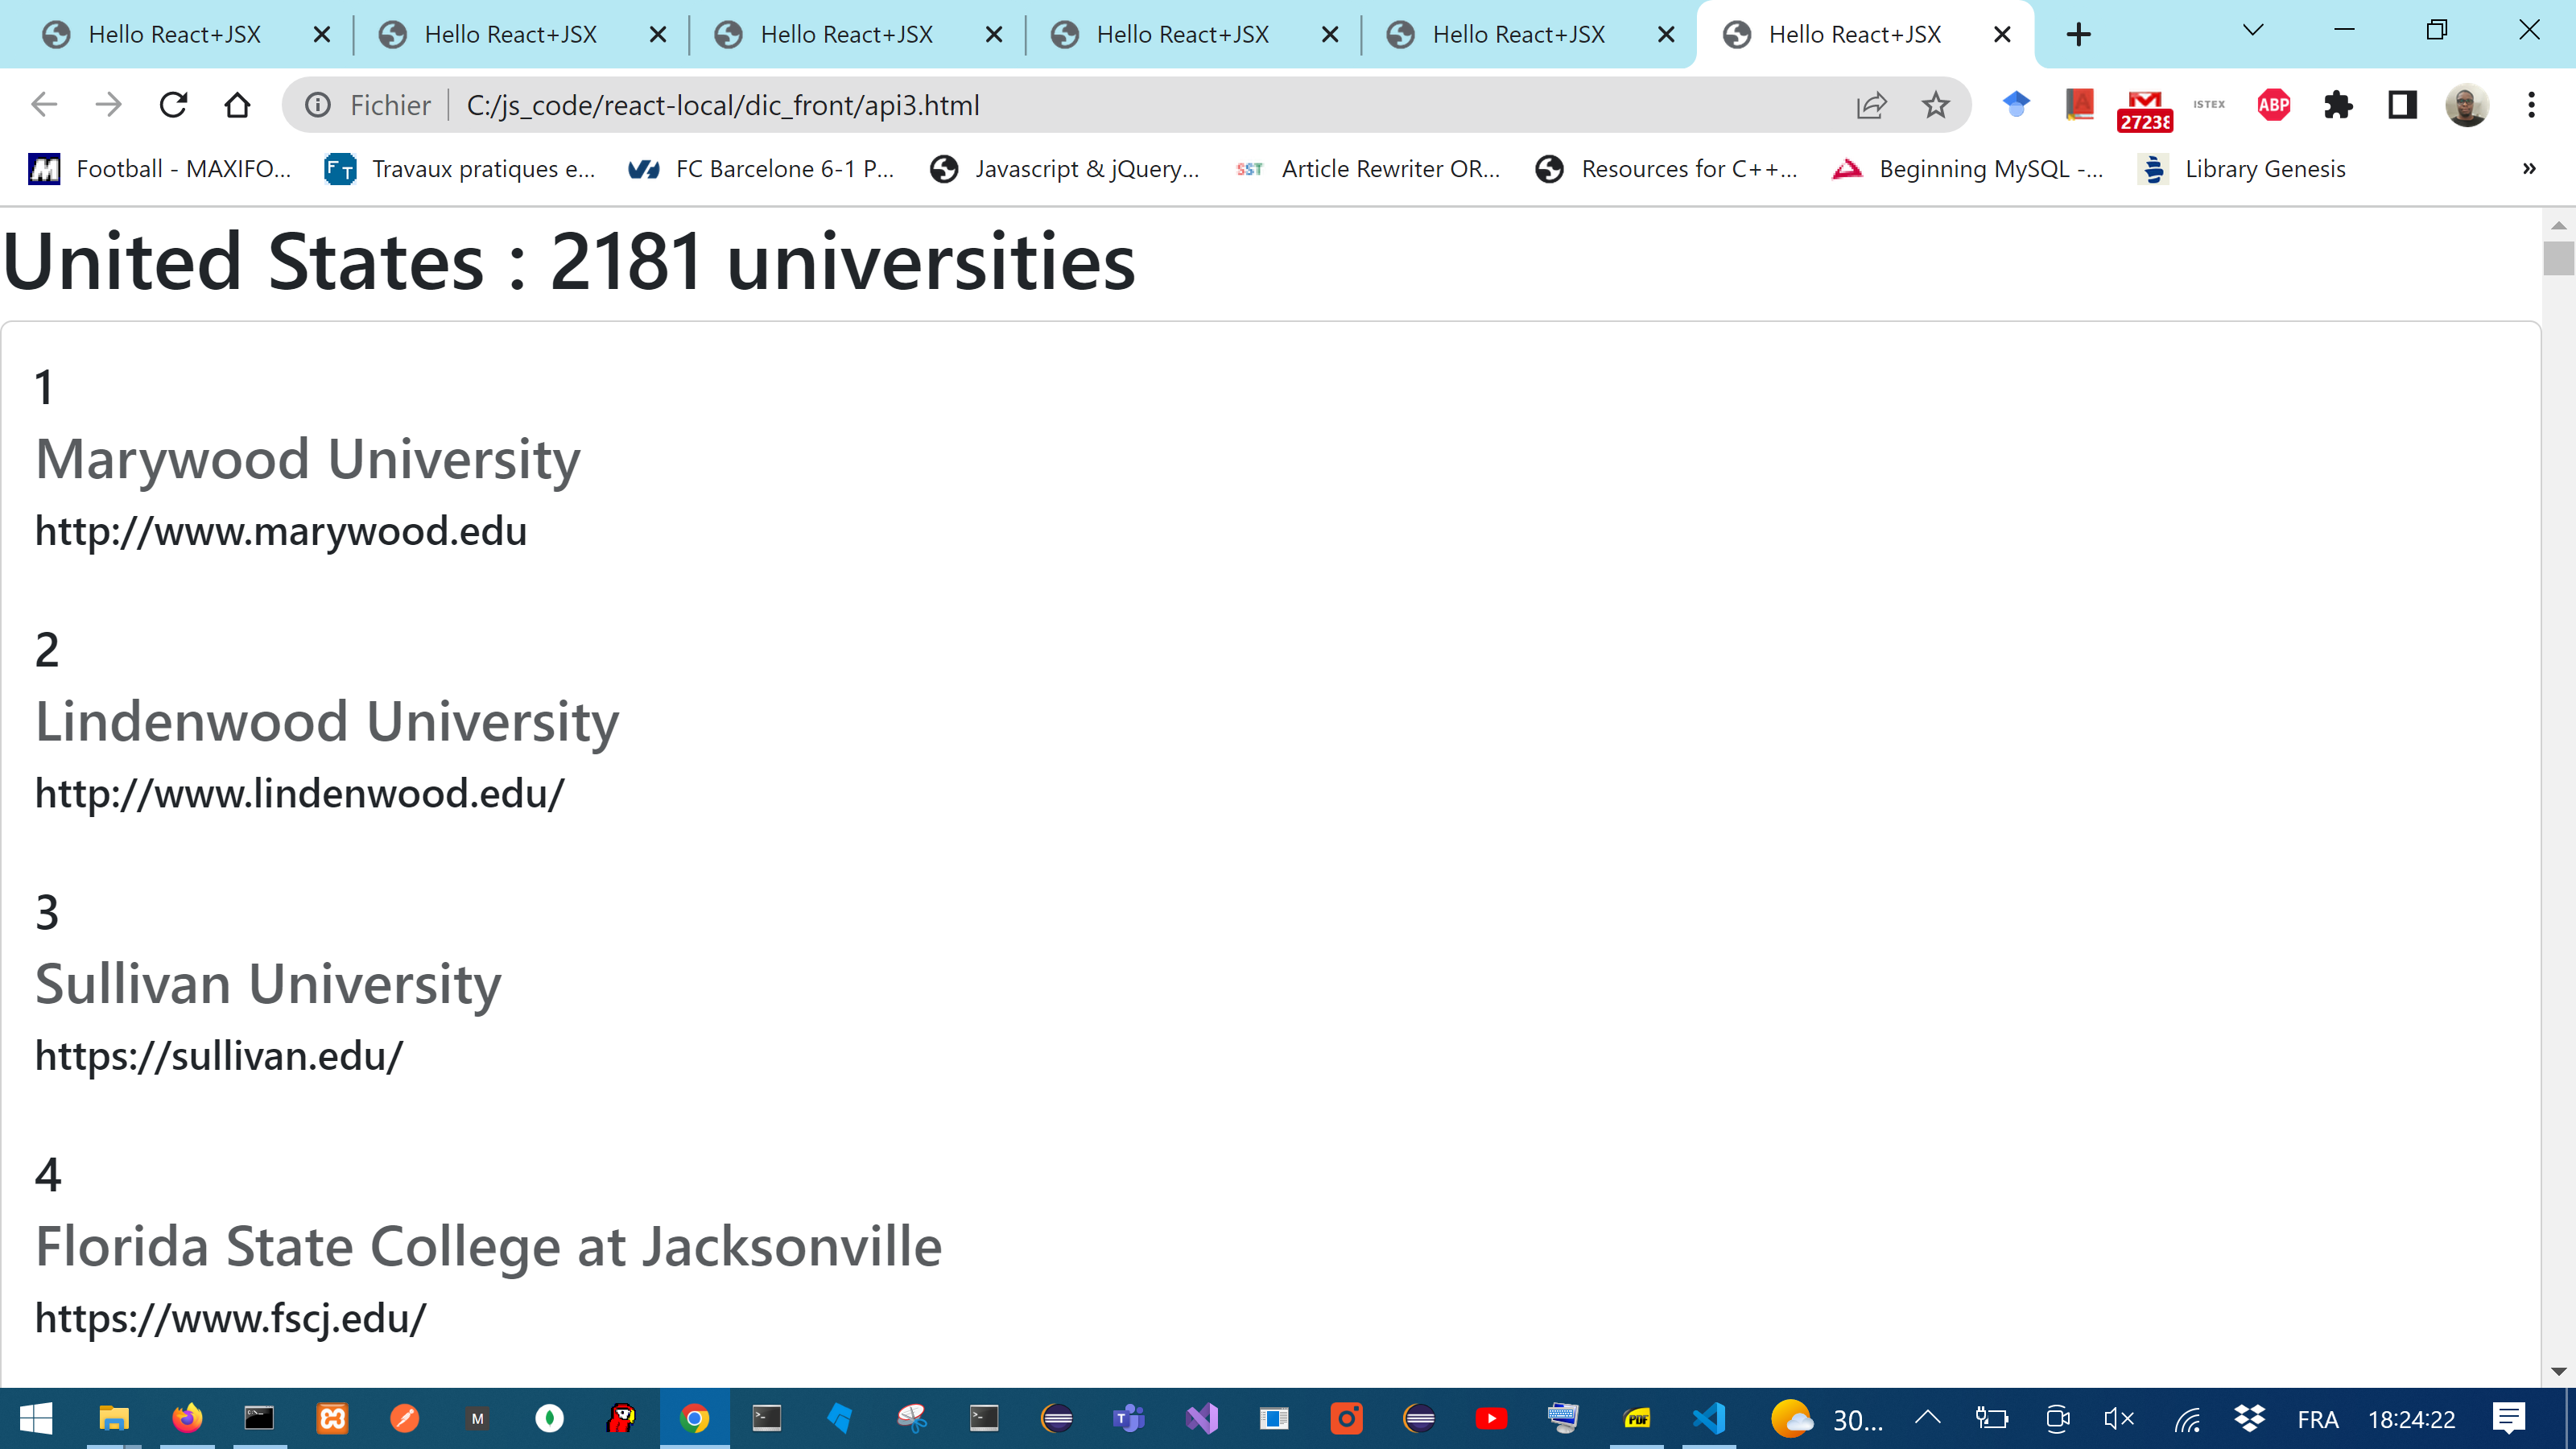 Hello React+JSX Hello React+JSX Hello React+JSX Hello React+JSX Hello React+JSX Hello React+JSX
Fichier C:/js_code/react-local/dic_front/api3.html ISTEX ABP
Football - MAXIFO... FT Travaux pratiques e... FC Barcelone 6-1 P... Javascript & jQuery... SST Article Rewriter OR... Resources for C++... Beginning MySQL -... Library Genesis »
United States : 2181 universities
1
Marywood University
http://www.marywood.edu
2
Lindenwood University
http://www.lindenwood.edu/
3
Sullivan University
https://sullivan.edu/
4
Florida State College at Jacksonville
https://www.fscj.edu/
M PDF 30... FRA 18:24:22